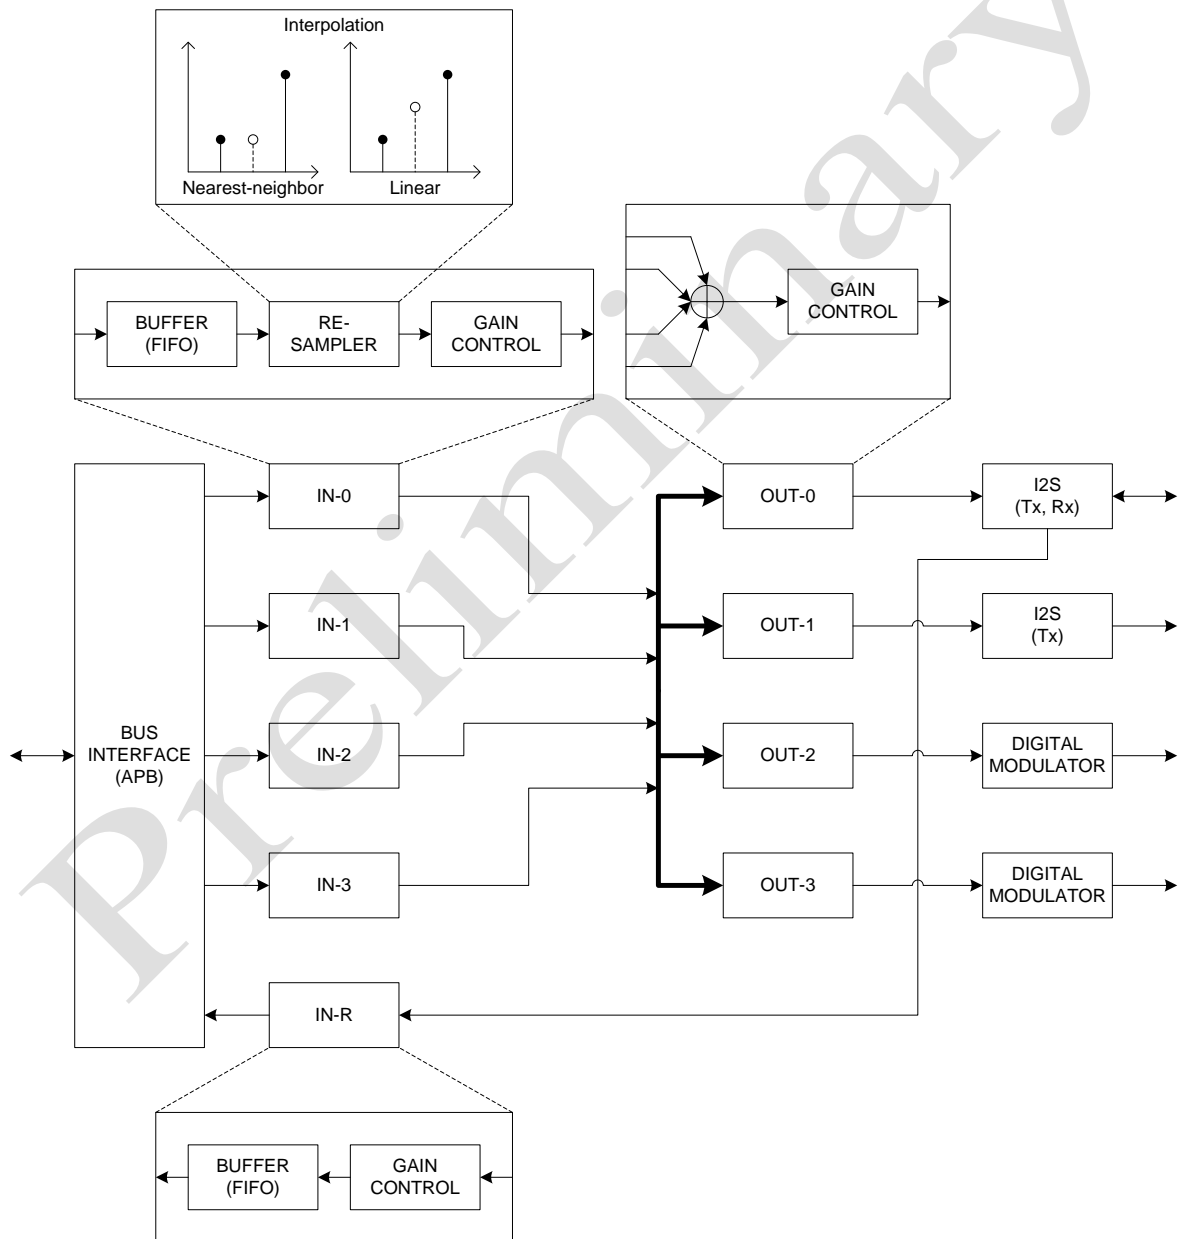 Interpolation
Nearest-neighbor
Linear
BUFFER
(FIFO)
RE-
SAMPLER
GAIN
CONTROL
GAIN
CONTROL
IN-0
OUT-0
I2S
(Tx, Rx)
IN-1
OUT-1
I2S
(Tx)
BUS
INTERFACE
(APB)
IN-2
OUT-2
DIGITAL
MODULATOR
IN-3
OUT-3
DIGITAL
MODULATOR
IN-R
BUFFER
(FIFO)
GAIN
CONTROL
Preliminary